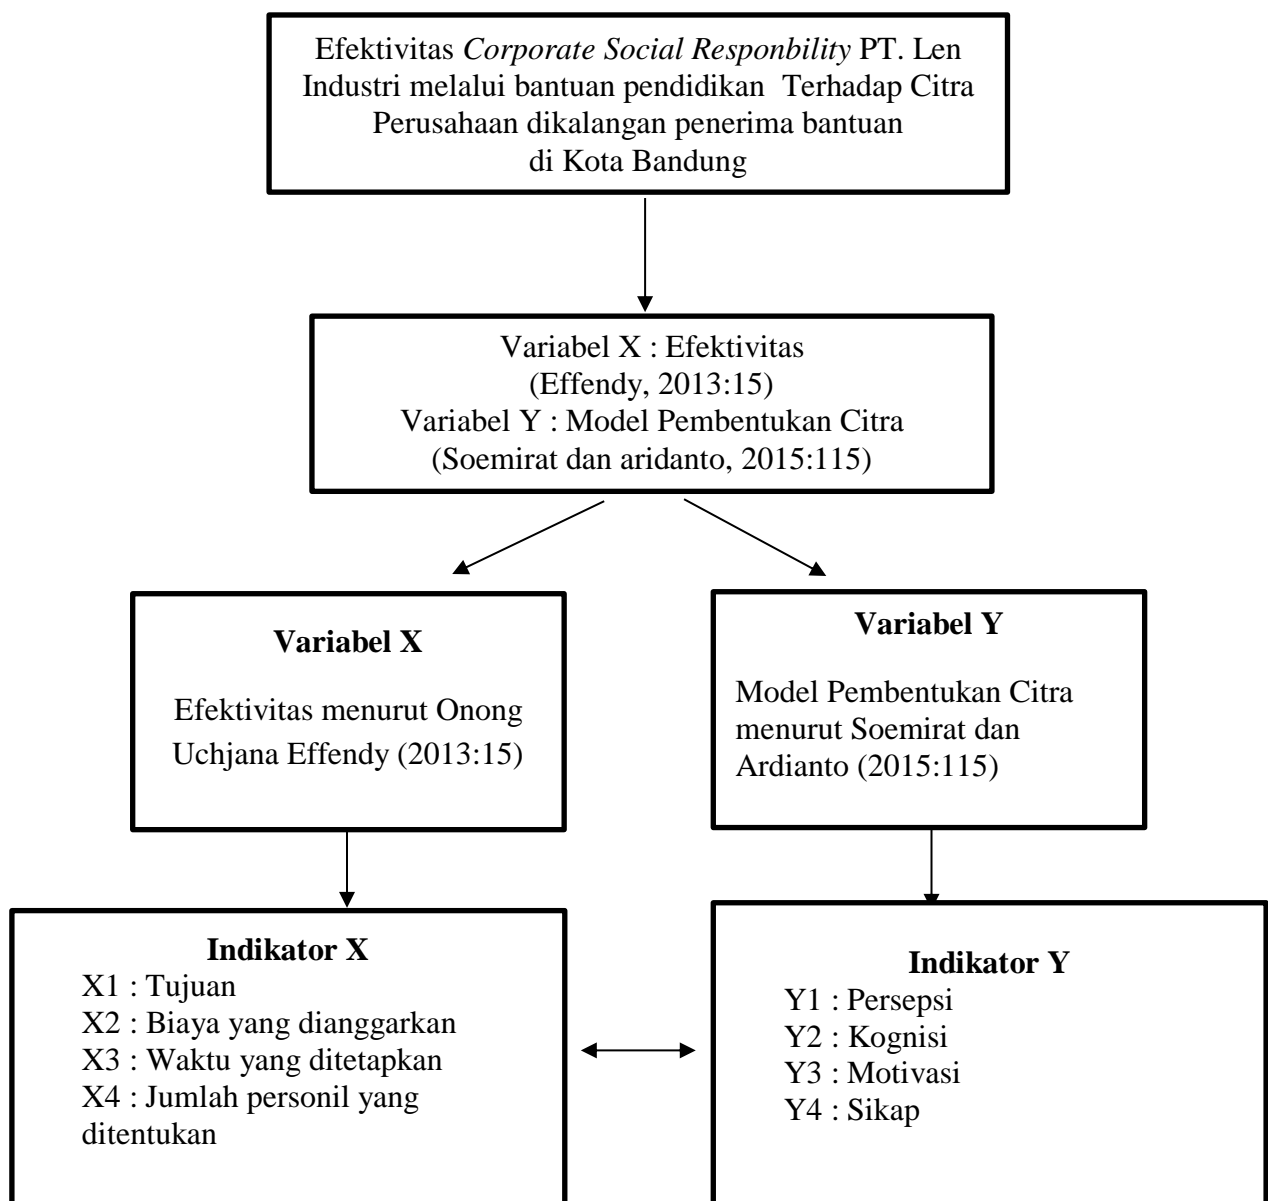 Efektivitas Corporate Social Responbility PT. Len
Industri melalui bantuan pendidikan Terhadap Citra
Perusahaan dikalangan penerima bantuan
di Kota Bandung
Variabel X : Efektivitas
(Effendy, 2013:15)
Variabel Y : Model Pembentukan Citra
(Soemirat dan aridanto, 2015:115)
Variabel X
Efektivitas menurut Onong
Uchjana Effendy (2013:15)
Variabel Y
Model Pembentukan Citra
menurut Soemirat dan
Ardianto (2015:115)
Indikator X
X1 : Tujuan
X2 : Biaya yang dianggarkan
X3 : Waktu yang ditetapkan
X4 : Jumlah personil yang
ditentukan
Indikator Y
Y1 : Persepsi
Y2 : Kognisi
Y3 : Motivasi
Y4 : Sikap